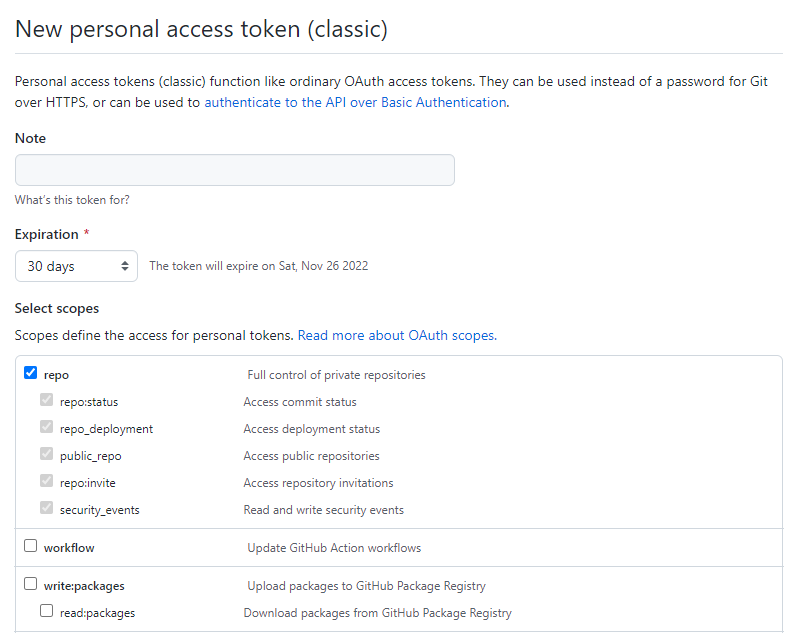 New personal access token (classic)
Personal access tokens (classic) function like ordinary OAuth access tokens. They can be used instead of a password for Git
over HTTPS, or can be used to authenticate to the API over Basic Authentication.
Note
What's this token for?
Expiration *
30 days The token will expire on Sat, Nov 26 2022
Select scopes
Scopes define the access for personal tokens. Read more about OAuth scopes.
repo Full control of private repositories
repo:status Access commit status
repo_deployment Access deployment status
public_repo Access public repositories
repo:invite Access repository invitations
security_events Read and write security events
workflow Update GitHub Action workflows
write:packages Upload packages to GitHub Package Registry
read:packages Download packages from GitHub Package Registry